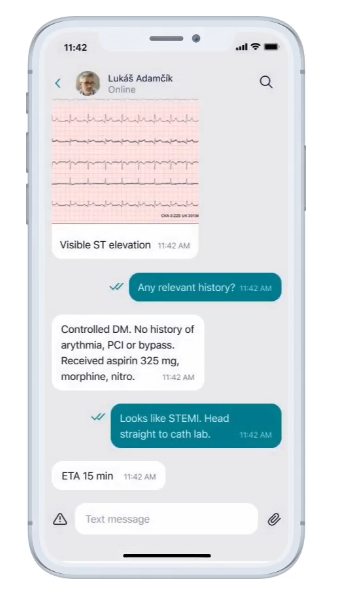 11:42
Lukáš Adamčík
Online
Visible ST elevation 11:42 AM
Any relevant history? 11:42 AM
Controlled DM. No history of
arythmia, PCI or bypass.
Received aspirin 325 mg,
morphine, nitro. 11:42 AM
Looks like STEMI. Head
straight to cath lab. 11:42 AM
ETA 15 min 11:42 AM
Text message